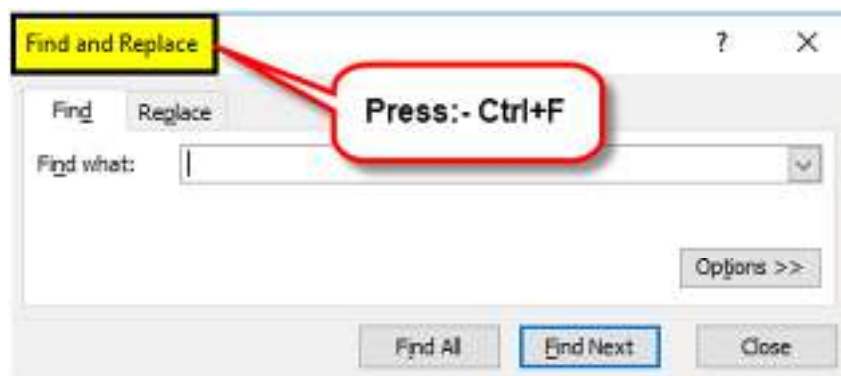 Find and Replace
?
Press:- Ctrl+F
Find
Replace
Find what:
Options >>
Find All
Find Next
Close